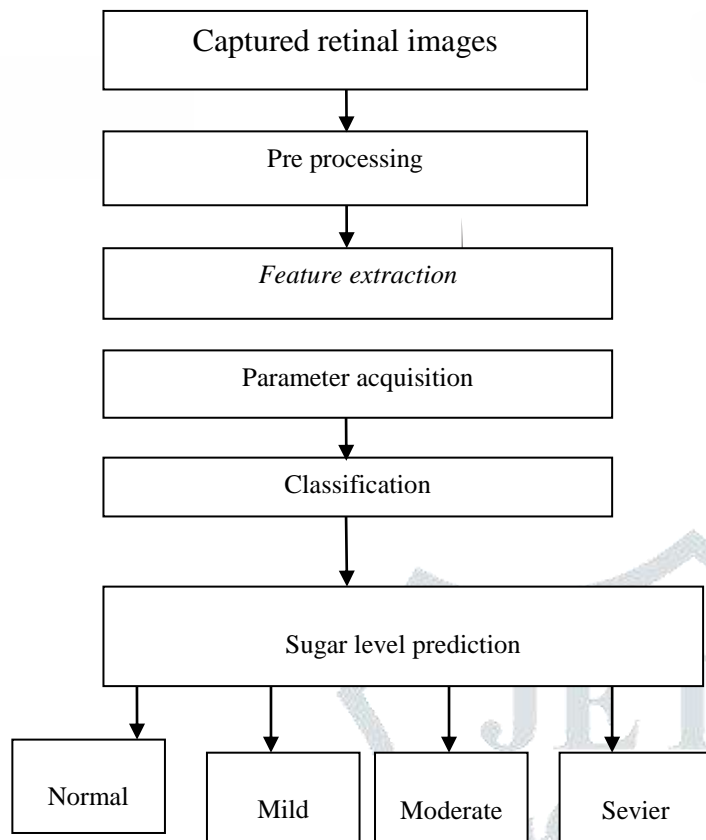 Captured retinal images
Pre processing
Feature extraction
Parameter acquisition
Classification
Sugar level prediction
Normal
Mild
Moderate
Sevier